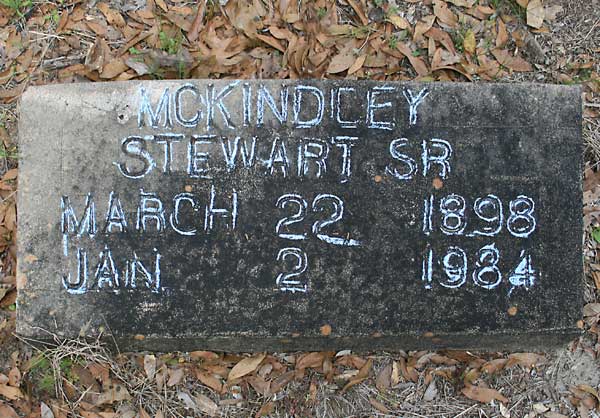 MCKINDLEY
STEWART SR
MARCH 22 1898
JAN. 2 1984